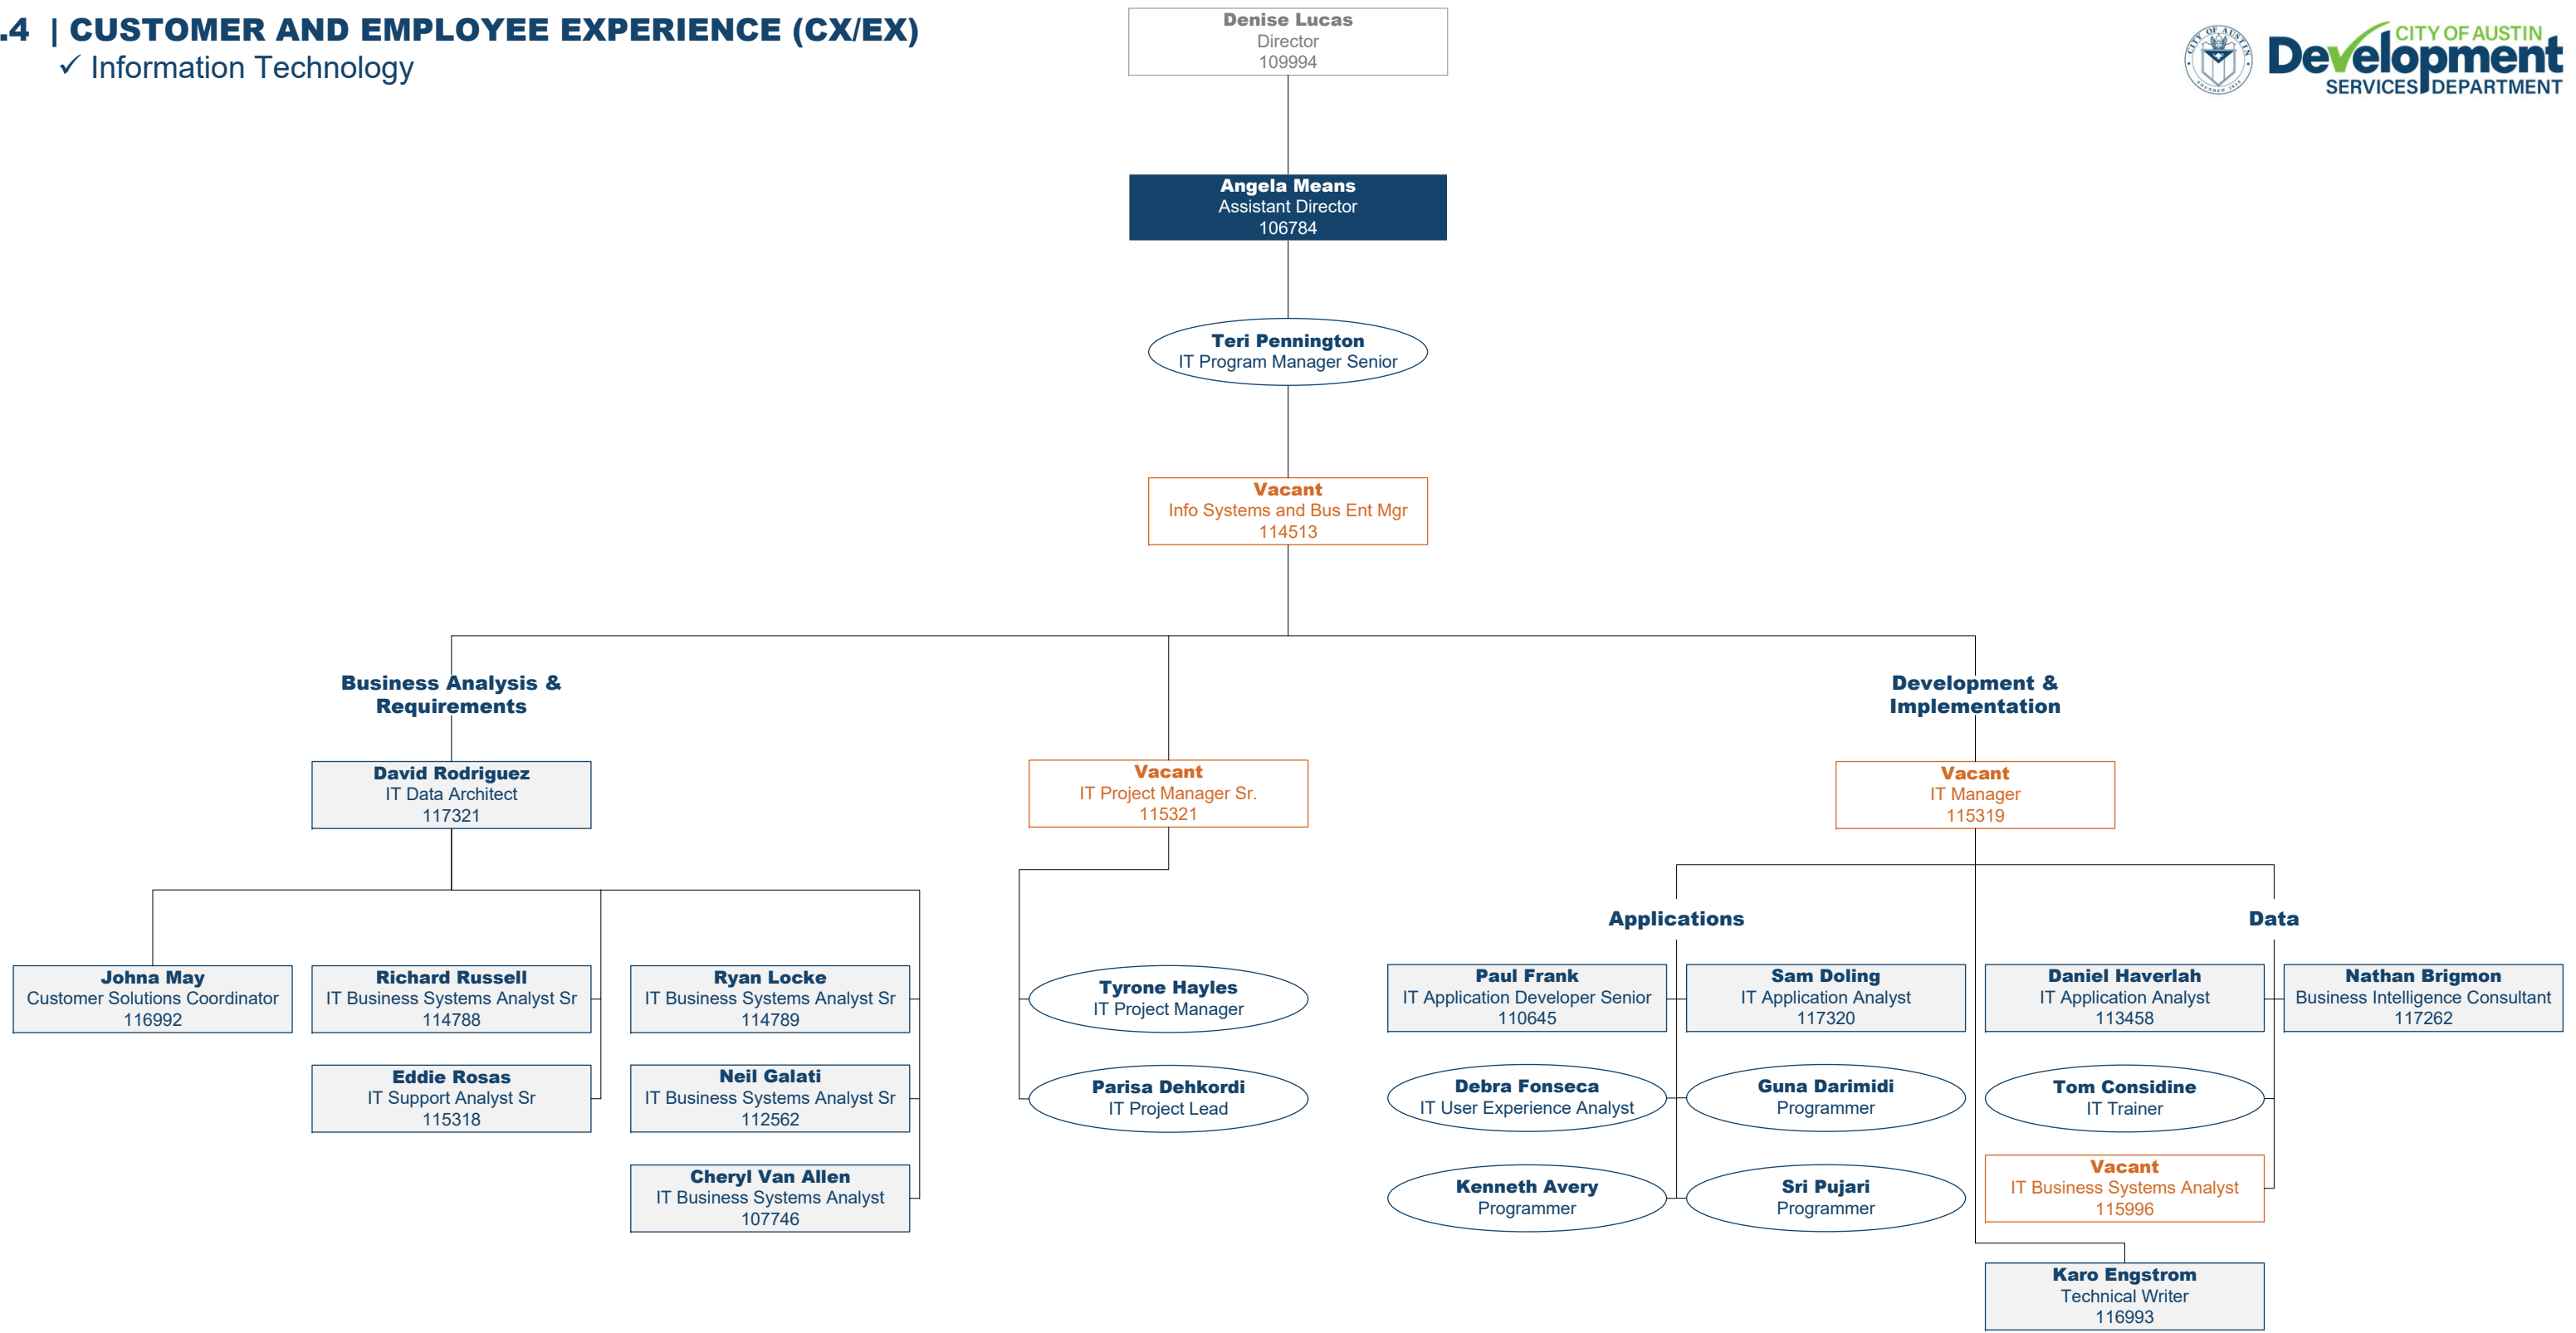 .4 | CUSTOMER AND EMPLOYEE EXPERIENCE (CX/EX)
✓ Information Technology
CITY OF AUSTIN
Development
SERVICES DEPARTMENT
Denise Lucas
Director
109994
Angela Means
Assistant Director
106784
Teri Pennington
IT Program Manager Senior
Vacant
Info Systems and Bus Ent Mgr
114513
Business Analysis &
Requirements
David Rodriguez
IT Data Architect
117321
Johna May
Customer Solutions Coordinator
116992
Richard Russell
IT Business Systems Analyst Sr
114788
Eddie Rosas
IT Support Analyst Sr
115318
Ryan Locke
IT Business Systems Analyst Sr
114789
Neil Galati
IT Business Systems Analyst Sr
112562
Cheryl Van Allen
IT Business Systems Analyst
107746
Vacant
IT Project Manager Sr.
115321
Tyrone Hayles
IT Project Manager
Parisa Dehkordi
IT Project Lead
Development &
Implementation
Vacant
IT Manager
115319
Applications
Paul Frank
IT Application Developer Senior
110645
Sam Doling
IT Application Analyst
117320
Debra Fonseca
IT User Experience Analyst
Guna Darimidi
Programmer
Kenneth Avery
Programmer
Sri Pujari
Programmer
Data
Daniel Haverlah
IT Application Analyst
113458
Nathan Brigmon
Business Intelligence Consultant
117262
Tom Considine
IT Trainer
Vacant
IT Business Systems Analyst
115996
Karo Engstrom
Technical Writer
116993